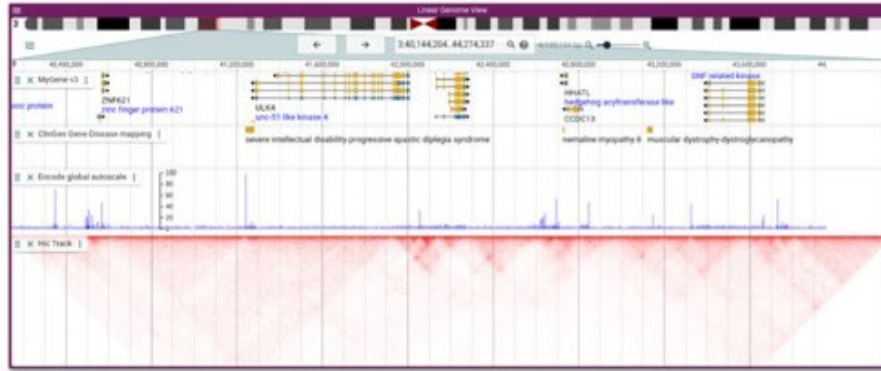 Linear Genome View
3
3:40,144,204..44,274,337
40,400,000
40,800,000
41,200,000
41,600,000
42,000,000
42,400,000
42,800,000
43,200,000
43,600,000
44,
MyGene v3
ZNF621
zinc finger protein 621
ULK4
unc-51 like kinase 4
HHATL
hedgehog acyltransferase like
CCDC13
SNF related kinase
ClinGen Gene-Disease mapping
severe intellectual disability-progressive spastic diplegia syndrome
nemaline myopathy 8
muscular dystrophy-dystroglycanopathy
Encode global autoscale
100
80
60
40
20
0
Hic Track